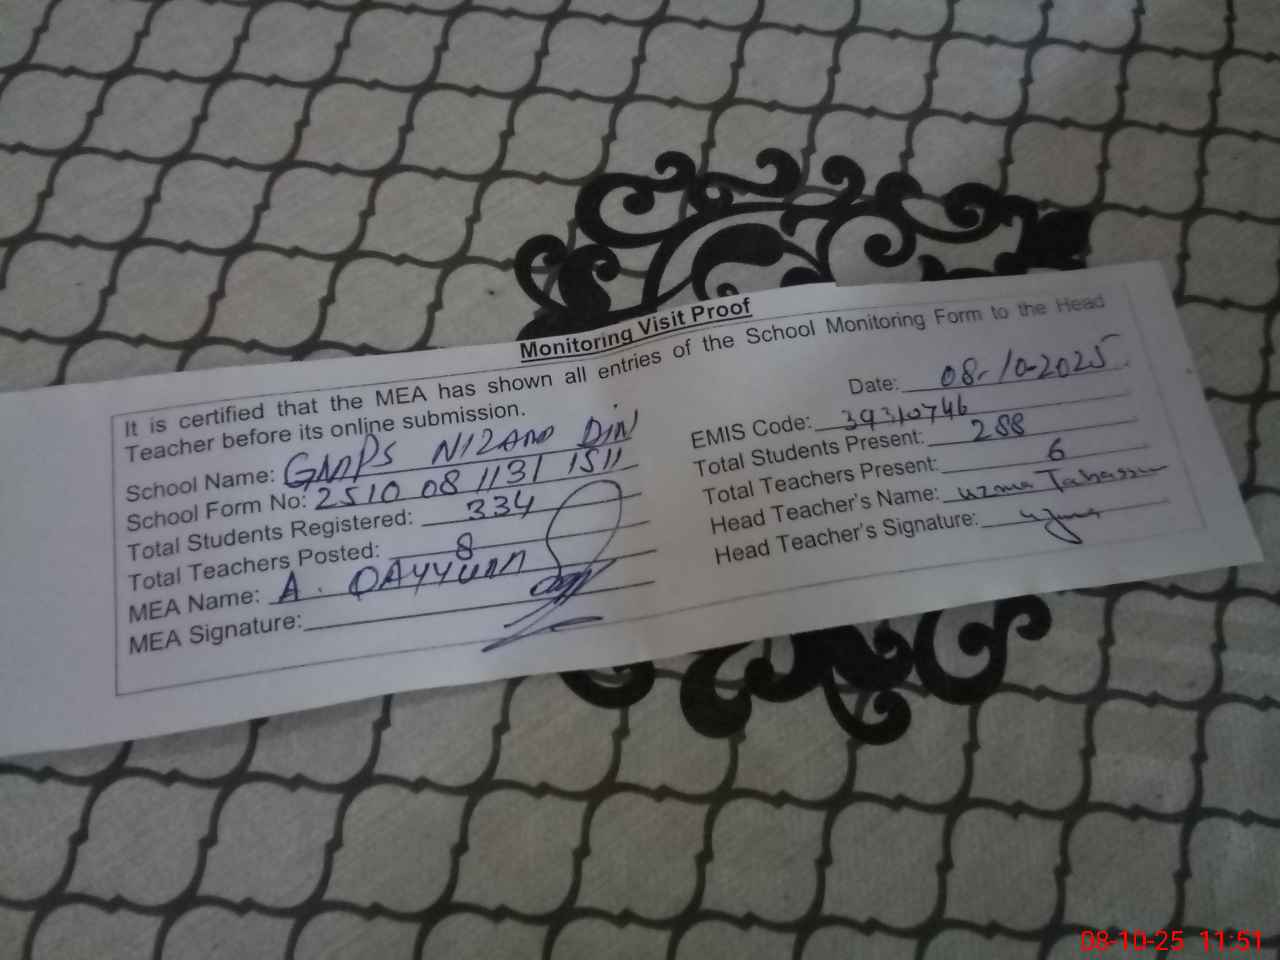 Monitoring Visit Proof
It is certified that the MEA has shown all entries of the School Monitoring Form to the Head
Teacher before its online submission.
Date: 08-10-2025
School Name: GMPS NIZAM DIN
EMIS Code: 39310746
School Form No: 2510 08 1131 1511
Total Students Present: 288
Total Students Registered: 334
Total Teachers Present: 6
Total Teachers Posted: 8
Head Teacher's Name: Uzma Tabassum
MEA Name: A. QAYYUM
Head Teacher's Signature: Uzma
MEA Signature:
08-10-25 11:51